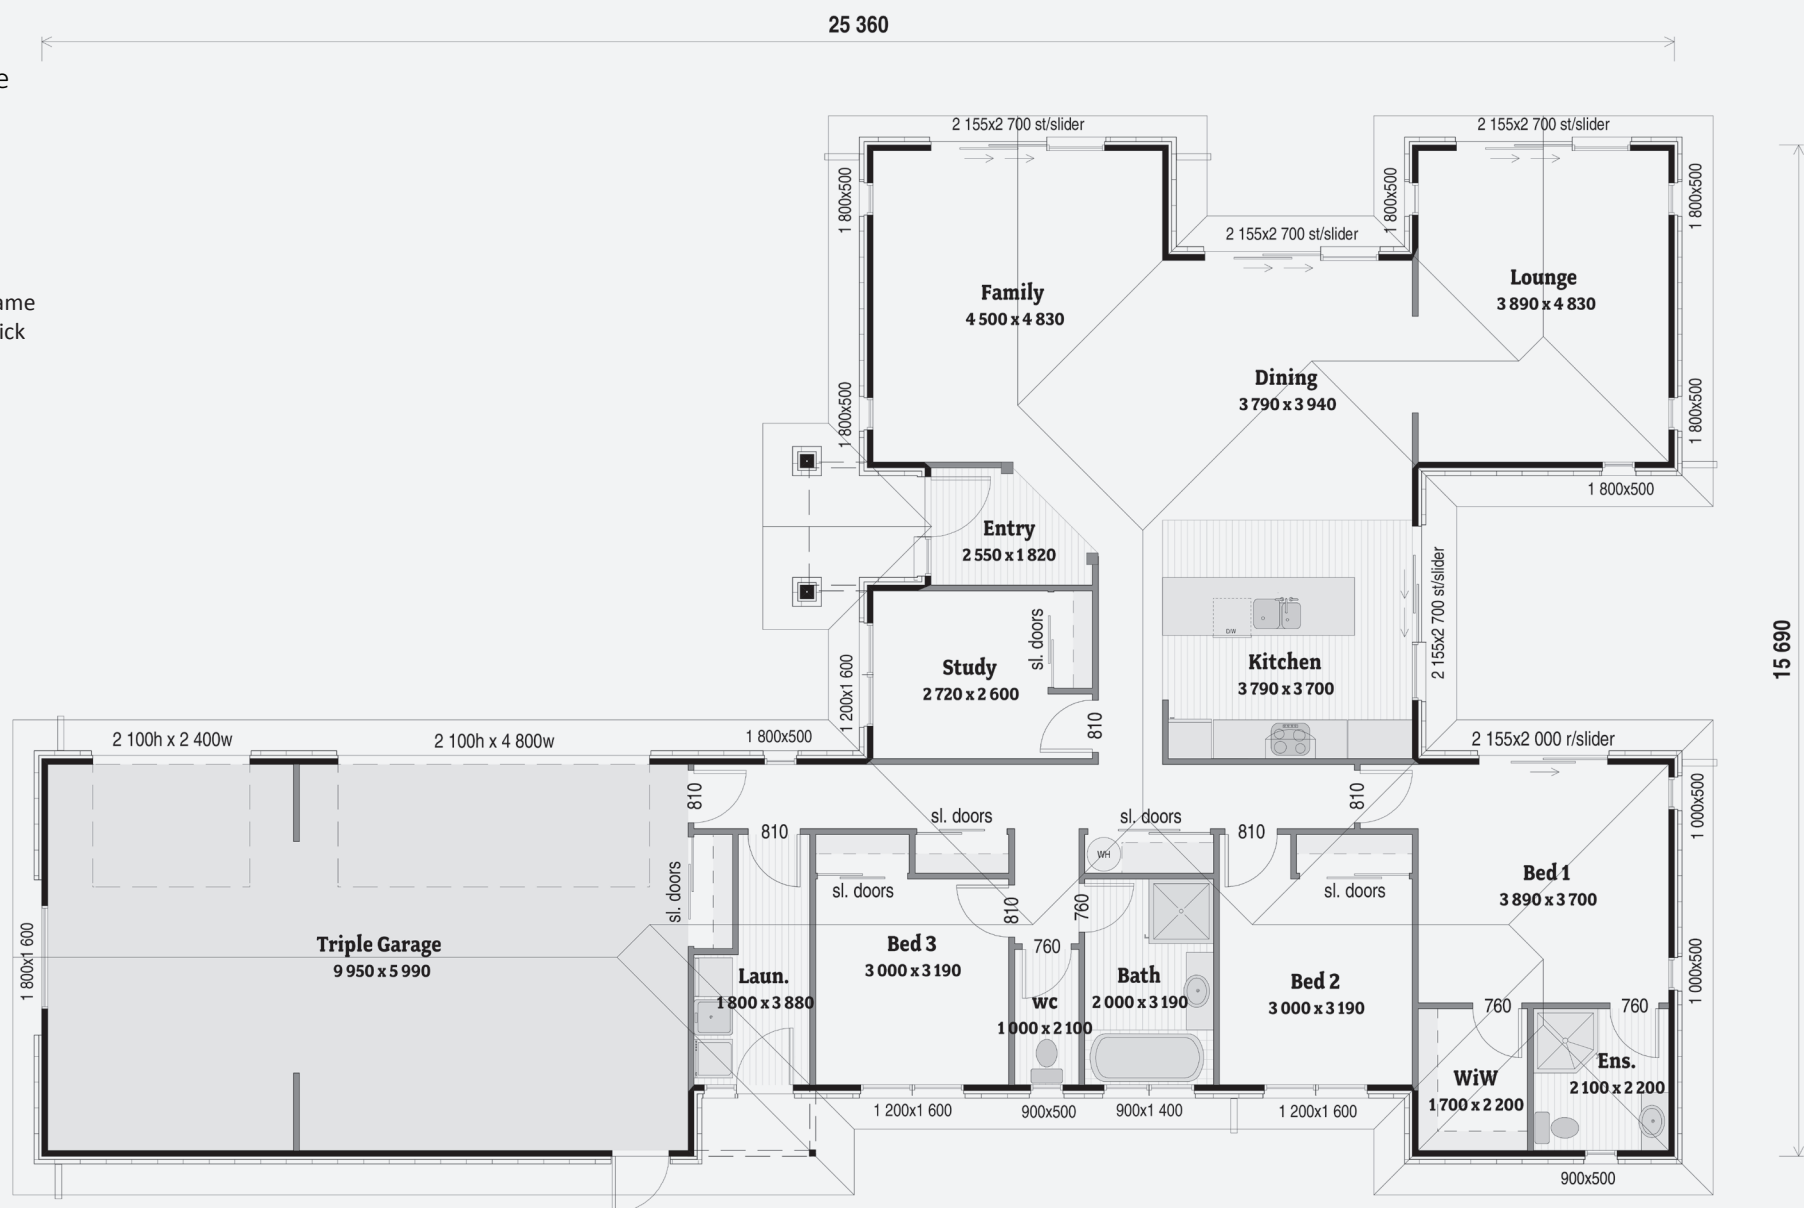 25 360
e
2 155x2 700 st/slider
2 155x2 700 st/slider
1 800x500
1 800x500
1 800x500
2 155x2 700 st/slider
Family
4 500 x 4 830
Lounge
3 890 x 4 830
ame
ick
Dining
3 790 x 3 940
1 800x500
1 800x500
1 800x500
Entry
2 550 x 1 820
2 155x2 700 st/slider
D/W
sl. doors
Study
2 720 x 2 600
1 200x1 600
810
Kitchen
3 790 x 3 700
15 690
2 100h x 2 400w
2 100h x 4 800w
1 800x500
2 155x2 000 r/slider
810
810
1 000x500
810
sl. doors
sl. doors
810
WH
sl. doors
sl. doors
sl. doors
Bed 1
3 890 x 3 700
810
760
Triple Garage
9 950 x 5 990
1 800x1 600
Bed 3
3 000 x 3 190
760
Laun.
1 800 x 3 880
Bath
2 000 x 3 190
Bed 2
3 000 x 3 190
1 000x500
wc
1 000 x 2 100
760
760
Ens.
2 100 x 2 200
WiW
1 700 x 2 200
1 200x1 600
900x500
900x1 400
1 200x1 600
900x500